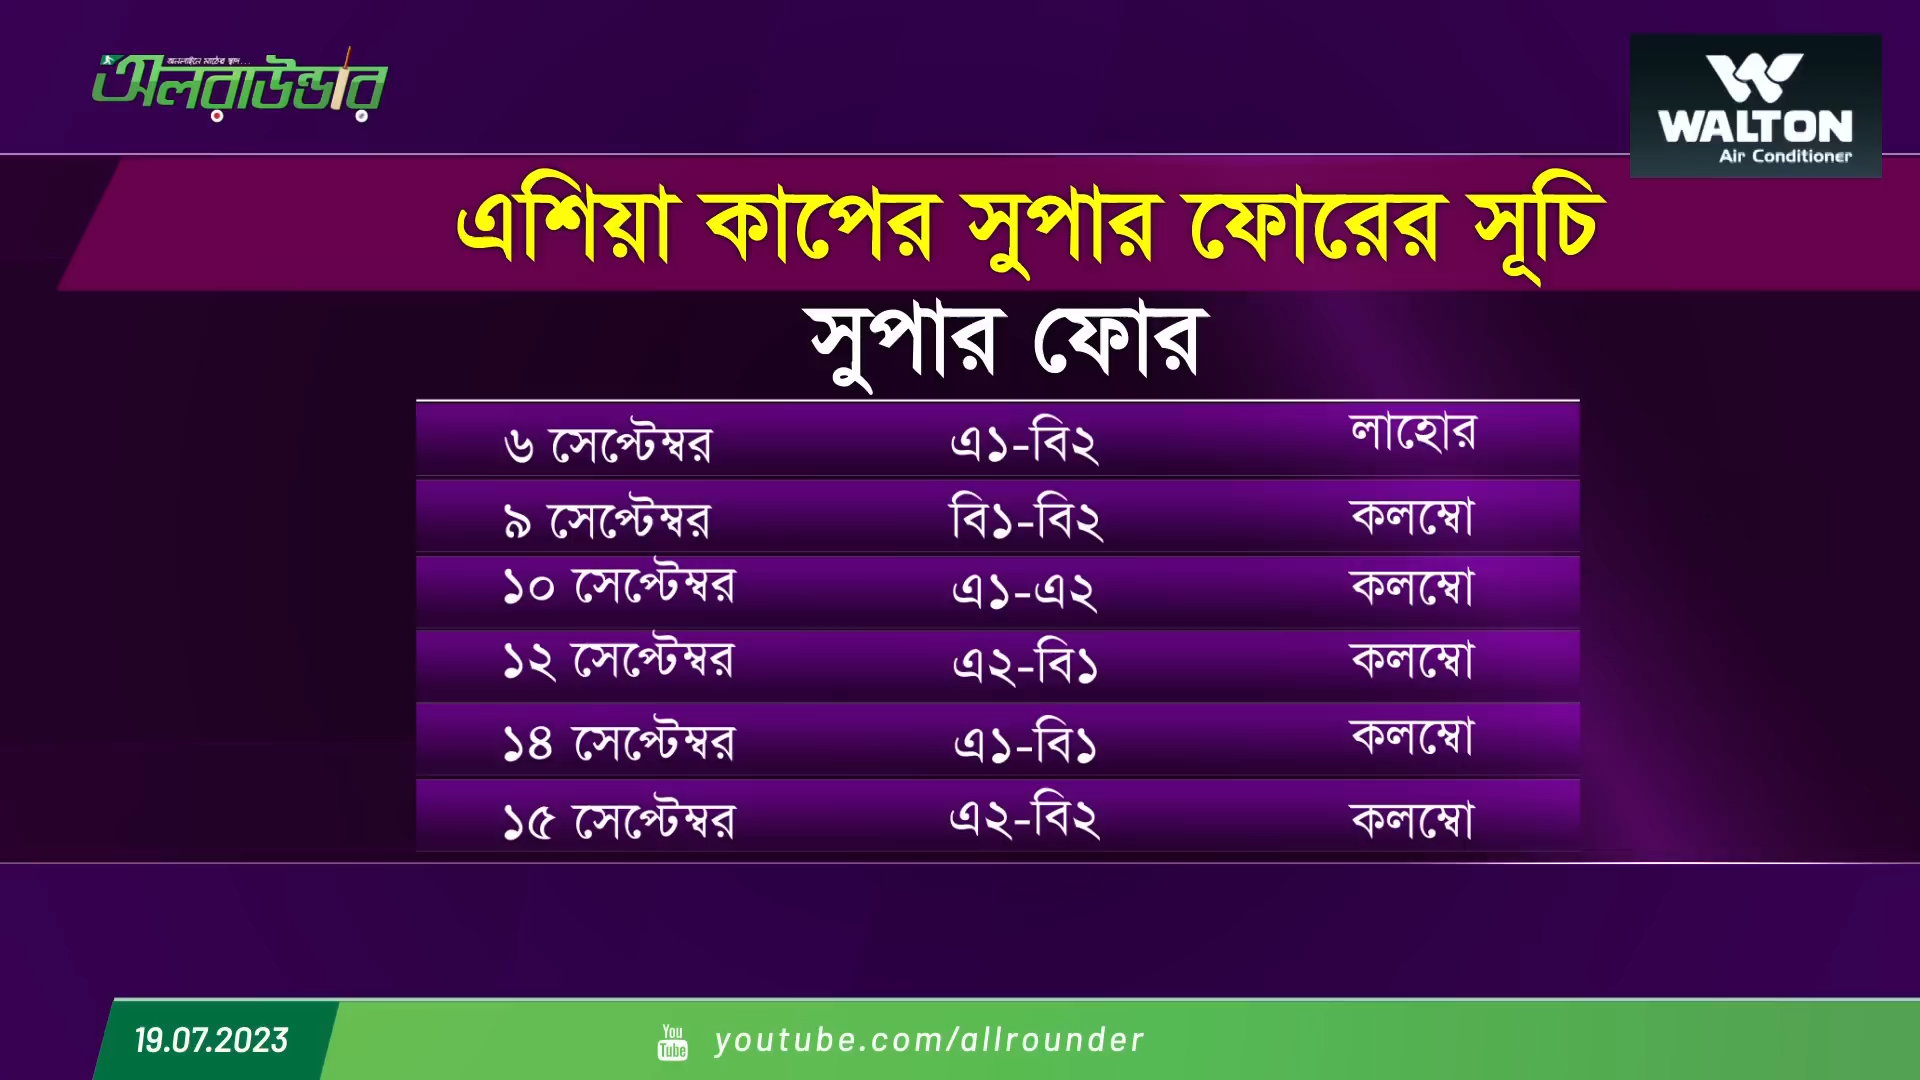 অনলাইনে মাঠের স্বাদ...
অলরাউন্ডার
WALTON
Air Conditioner
এশিয়া কাপের সুপার ফোরের সূচি
সুপার ফোর
৬ সেপ্টেম্বর এ১-বি২ লাহোর
৯ সেপ্টেম্বর বি১-বি২ কলম্বো
১০ সেপ্টেম্বর এ১-এ২ কলম্বো
১২ সেপ্টেম্বর এ২-বি১ কলম্বো
১৪ সেপ্টেম্বর এ১-বি১ কলম্বো
১৫ সেপ্টেম্বর এ২-বি২ কলম্বো
19.07.2023 You Tube youtube.com/allrounder